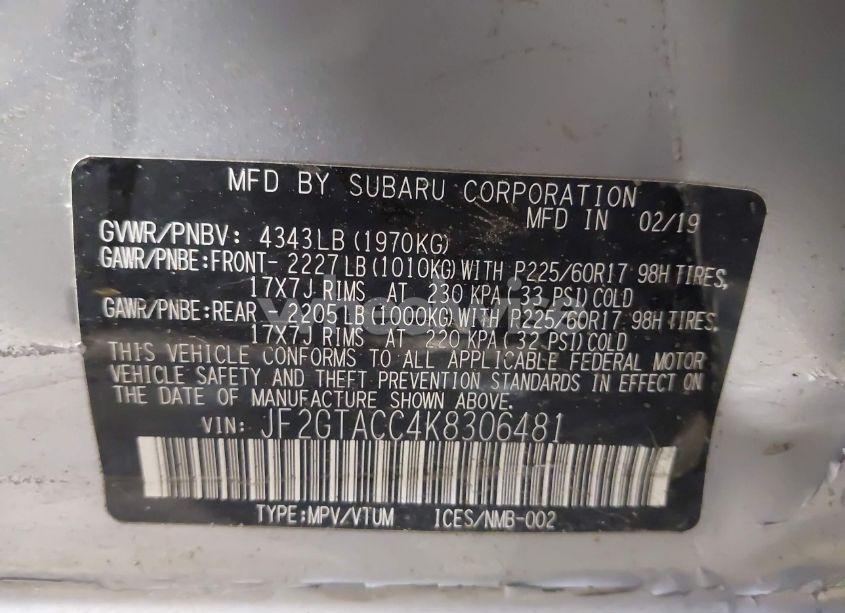 MFD BY SUBARU CORPORATION
MFD IN 02/19
GVWR/PNBV: 4343LB (1970KG)
GAWR/PNBE:FRONT- 2227LB (1010KG) WITH P225/60R17 98H TIRES,
17X7J RIMS AT 230 KPA (33 PSI) COLD
GAWR/PNBE:REAR -2205LB (1000KG) WITH P225/60R17 98H TIRES,
17X7J RIMS AT 220 KPA (32 PSI) COLD
THIS VEHICLE CONFORMS TO ALL APPLICABLE FEDERAL MOTOR
VEHICLE SAFETY AND THEFT PREVENTION STANDARDS IN EFFECT ON
THE DATE OF MANUFACTURE SHOWN ABOVE.
VIN: JF2GTACC4K8306481
TYPE:MPV/VTUM ICES/NMB-002